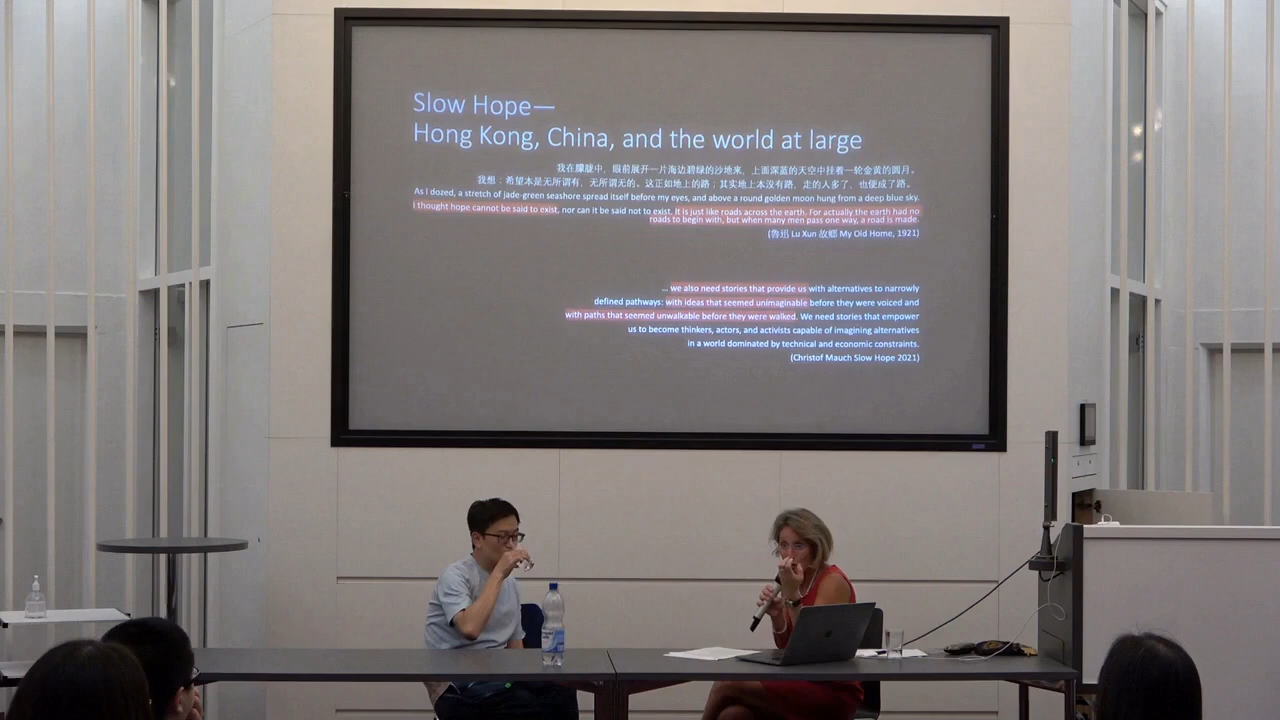 Slow Hope—
Hong Kong, China, and the world at large
我在朦胧中，眼前展开一片海边碧绿的沙地来，上面深蓝的天空中挂着一轮金黄的圆月。
我想：希望本是无所谓有，无所谓无的。这正如地上的路；其实地上本没有路，走的人多了，也便成了路。
As I dozed, a stretch of jade-green seashore spread itself before my eyes, and above a round golden moon hung from a deep blue sky.
I thought hope cannot be said to exist, nor can it be said not to exist. It is just like roads across the earth. For actually the earth had no
roads to begin with, but when many men pass one way, a road is made.
(魯迅 Lu Xun 故鄉 My Old Home, 1921)
... we also need stories that provide us with alternatives to narrowly
defined pathways: with ideas that seemed unimaginable before they were voiced and
with paths that seemed unwalkable before they were walked. We need stories that empower
us to become thinkers, actors, and activists capable of imagining alternatives
in a world dominated by technical and economic constraints.
(Christof Mauch Slow Hope 2021)